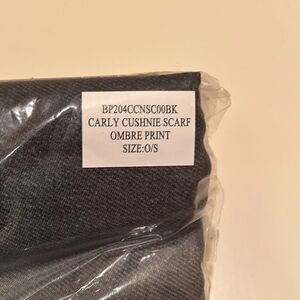 BP204CCNSC00BK
CARLY CUSHNIE SCARF
OMBRE PRINT
SIZE:O/S